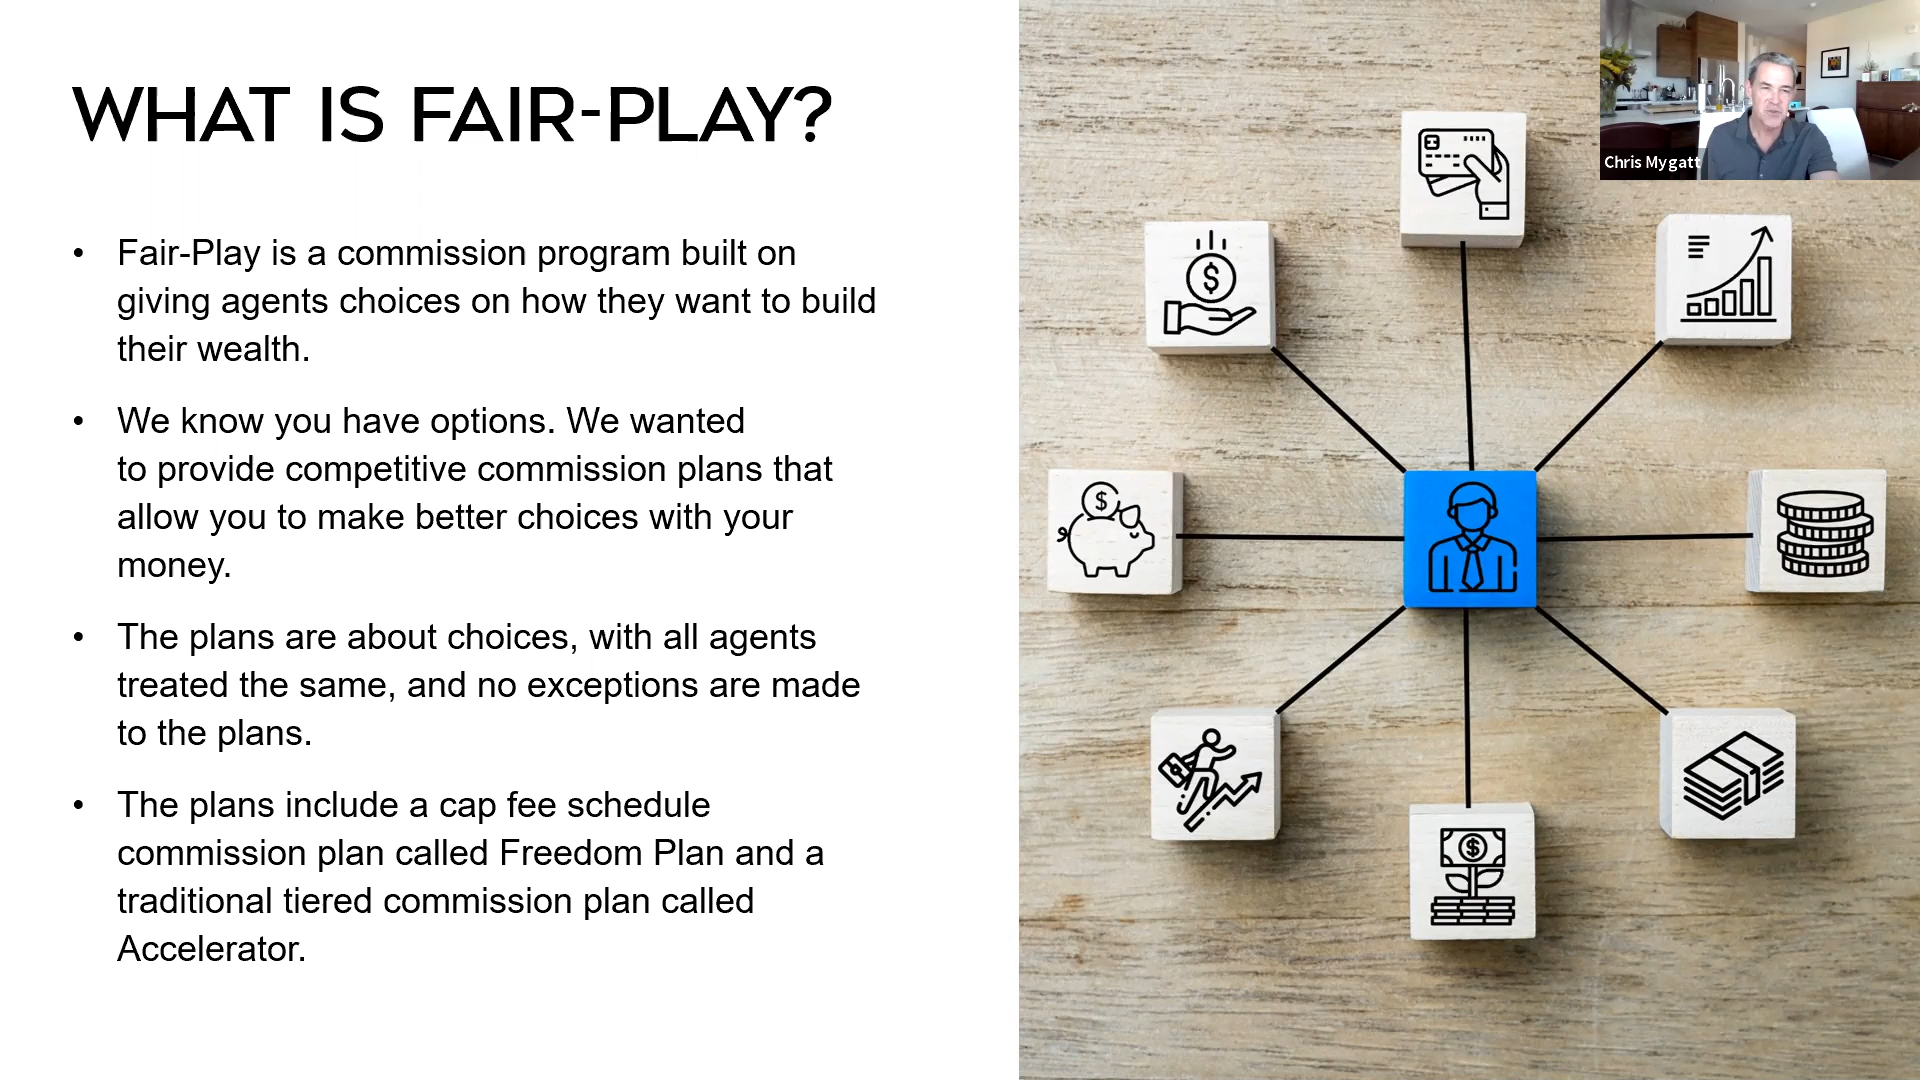 WHAT IS FAIR-PLAY?
• Fair-Play is a commission program built on
giving agents choices on how they want to build
their wealth.
• We know you have options. We wanted
to provide competitive commission plans that
allow you to make better choices with your
money.
• The plans are about choices, with all agents
treated the same, and no exceptions are made
to the plans.
• The plans include a cap fee schedule
commission plan called Freedom Plan and a
traditional tiered commission plan called
Accelerator.
Chris Mygatt
$
$
$